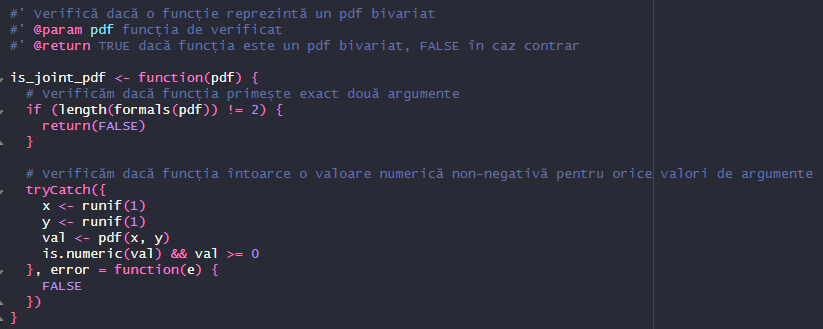 #' Verifică dacă o funcție reprezintă un pdf bivariat
#' @param pdf funcția de verificat
#' @return TRUE dacă funcția este un pdf bivariat, FALSE în caz contrar

is_joint_pdf <- function(pdf) {
  # Verificăm dacă funcția primește exact două argumente
  if (length(formals(pdf)) != 2) {
    return(FALSE)
  }

  # Verificăm dacă funcția întoarce o valoare numerică non-negativă pentru orice valori de argumente
  tryCatch({
    x <- runif(1)
    y <- runif(1)
    val <- pdf(x, y)
    is.numeric(val) && val >= 0
  }, error = function(e) {
    FALSE
  })
}